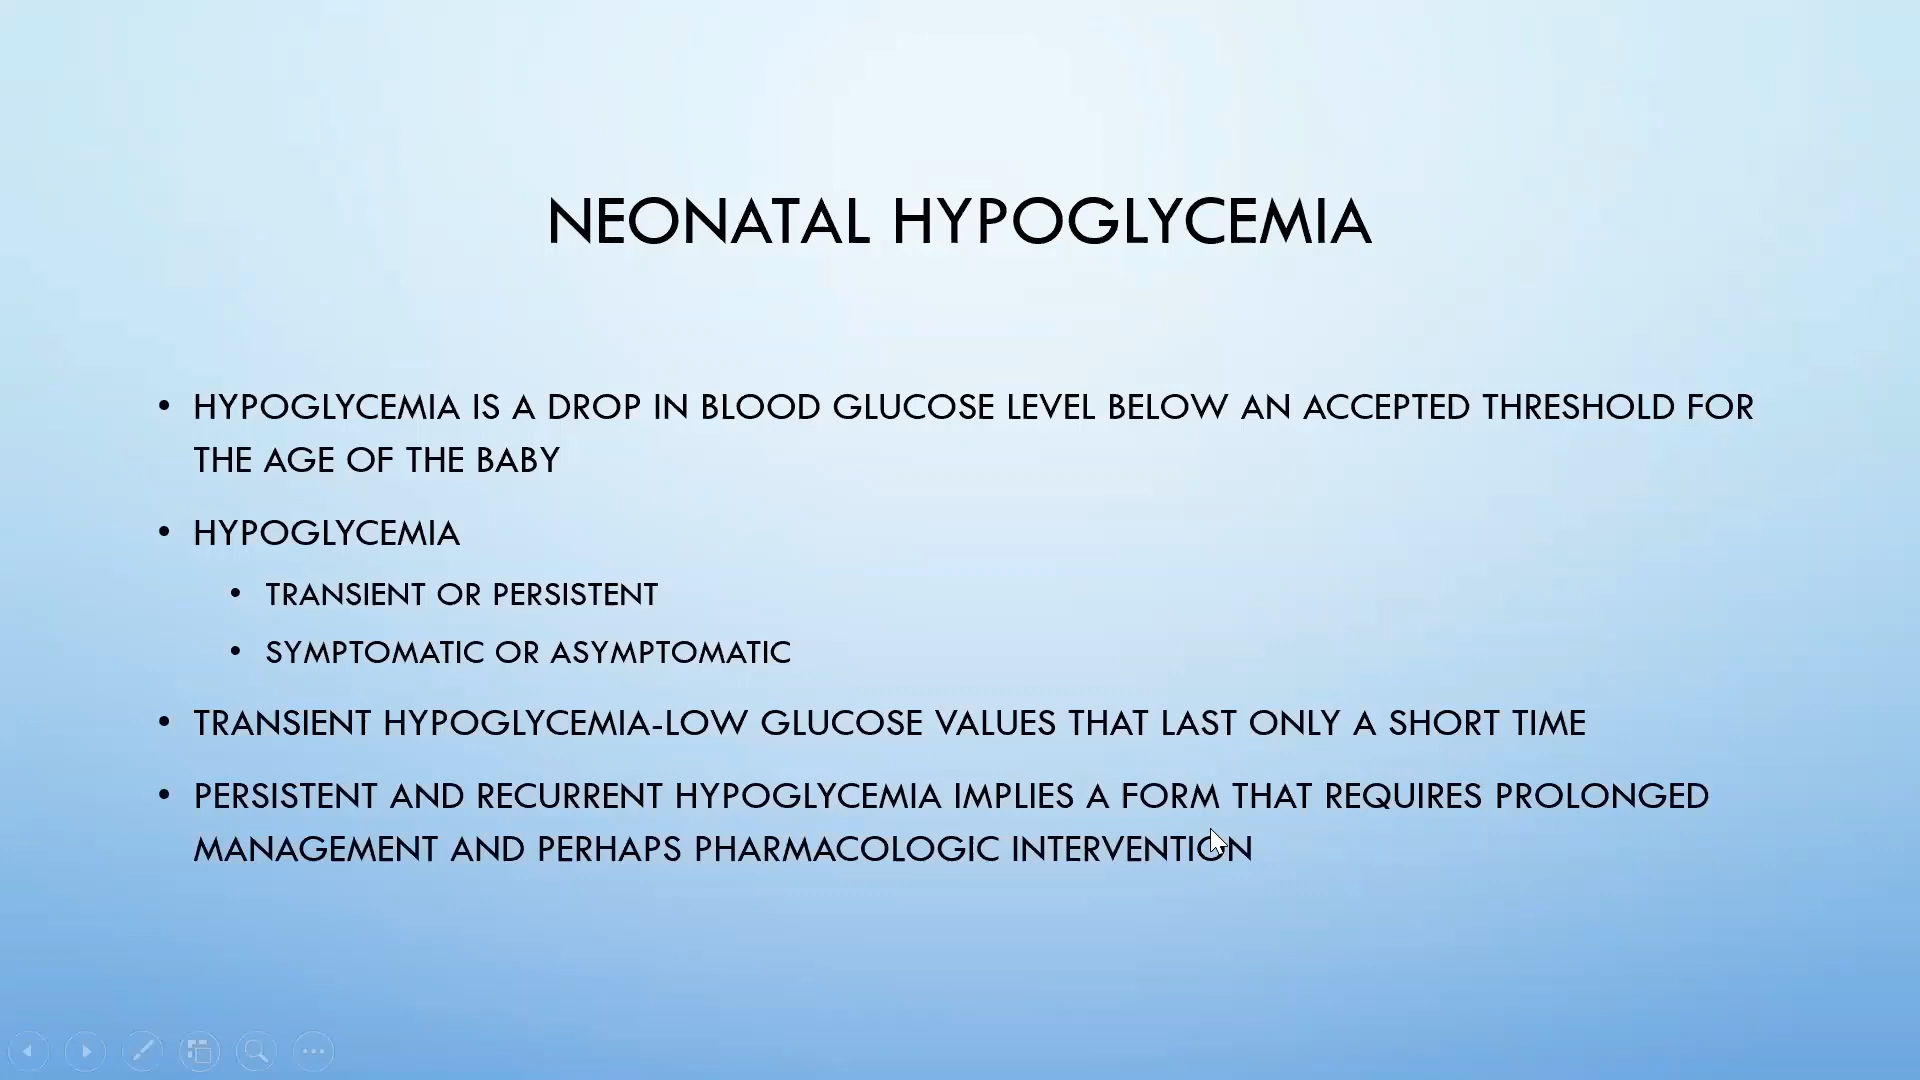 NEONATAL HYPOGLYCEMIA
• HYPOGLYCEMIA IS A DROP IN BLOOD GLUCOSE LEVEL BELOW AN ACCEPTED THRESHOLD FOR
THE AGE OF THE BABY
• HYPOGLYCEMIA
• TRANSIENT OR PERSISTENT
• SYMPTOMATIC OR ASYMPTOMATIC
• TRANSIENT HYPOGLYCEMIA-LOW GLUCOSE VALUES THAT LAST ONLY A SHORT TIME
• PERSISTENT AND RECURRENT HYPOGLYCEMIA IMPLIES A FORM THAT REQUIRES PROLONGED
MANAGEMENT AND PERHAPS PHARMACOLOGIC INTERVENTION